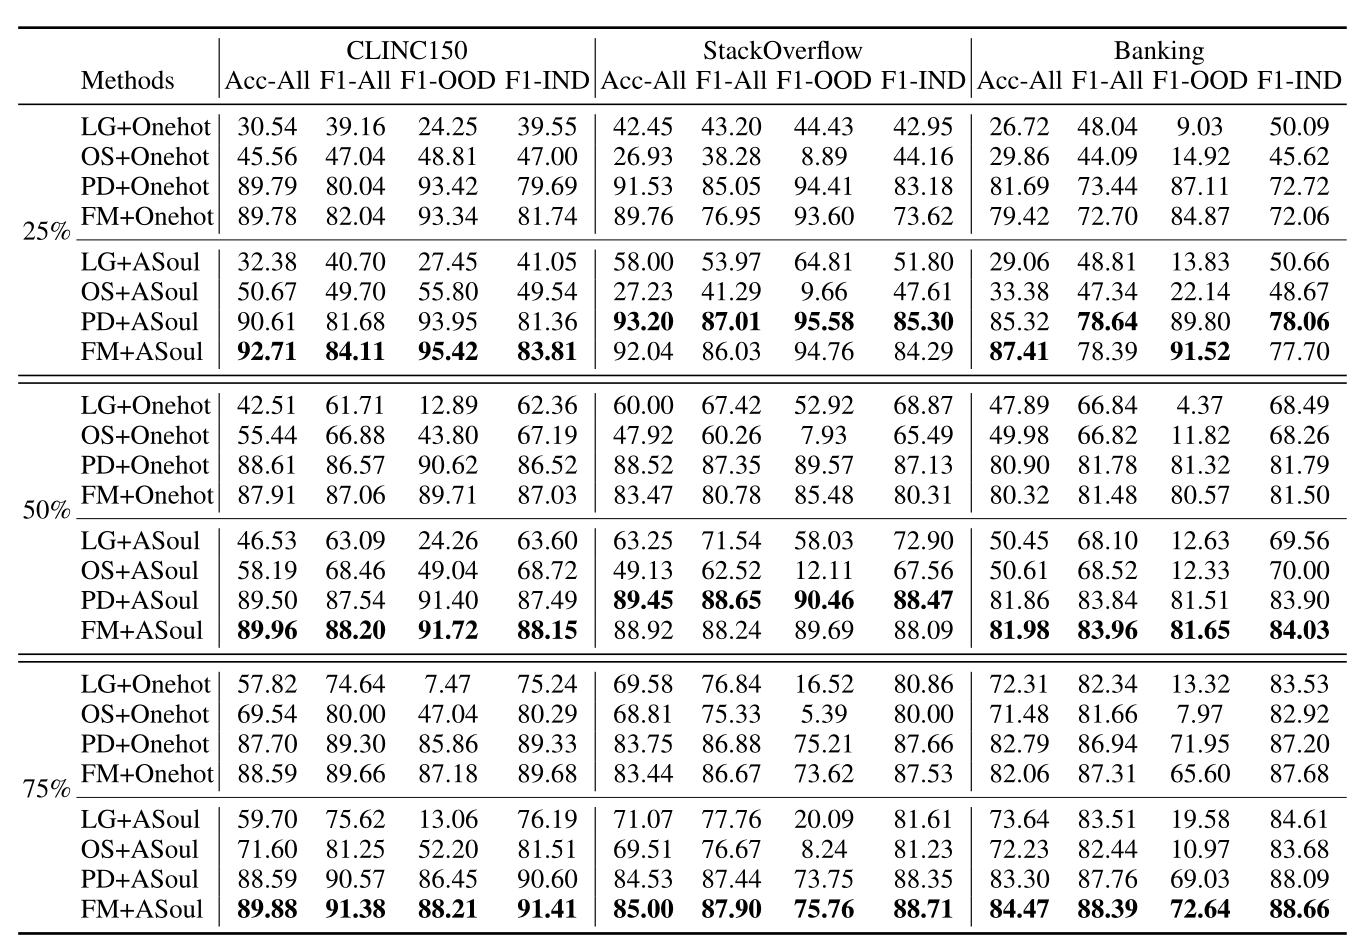 CLINC150 StackOverflow Banking
Methods Acc-All F1-All F1-OOD F1-IND Acc-All F1-All F1-OOD F1-IND Acc-All F1-All F1-OOD F1-IND
LG+Onehot 30.54 39.16 24.25 39.55 42.45 43.20 44.43 42.95 26.72 48.04 9.03 50.09
OS+Onehot 45.56 47.04 48.81 47.00 26.93 38.28 8.89 44.16 29.86 44.09 14.92 45.62
PD+Onehot 89.79 80.04 93.42 79.69 91.53 85.05 94.41 83.18 81.69 73.44 87.11 72.72
FM+Onehot 89.78 82.04 93.34 81.74 89.76 76.95 93.60 73.62 79.42 72.70 84.87 72.06
25%
LG+ASoul 32.38 40.70 27.45 41.05 58.00 53.97 64.81 51.80 29.06 48.81 13.83 50.66
OS+ASoul 50.67 49.70 55.80 49.54 27.23 41.29 9.66 47.61 33.38 47.34 22.14 48.67
PD+ASoul 90.61 81.68 93.95 81.36 93.20 87.01 95.58 85.30 85.32 78.64 89.80 78.06
FM+ASoul 92.71 84.11 95.42 83.81 92.04 86.03 94.76 84.29 87.41 78.39 91.52 77.70
LG+Onehot 42.51 61.71 12.89 62.36 60.00 67.42 52.92 68.87 47.89 66.84 4.37 68.49
OS+Onehot 55.44 66.88 43.80 67.19 47.92 60.26 7.93 65.49 49.98 66.82 11.82 68.26
PD+Onehot 88.61 86.57 90.62 86.52 88.52 87.35 89.57 87.13 80.90 81.78 81.32 81.79
FM+Onehot 87.91 87.06 89.71 87.03 83.47 80.78 85.48 80.31 80.32 81.48 80.57 81.50
50%
LG+ASoul 46.53 63.09 24.26 63.60 63.25 71.54 58.03 72.90 50.45 68.10 12.63 69.56
OS+ASoul 58.19 68.46 49.04 68.72 49.13 62.52 12.11 67.56 50.61 68.52 12.33 70.00
PD+ASoul 89.50 87.54 91.40 87.49 89.45 88.65 90.46 88.47 81.86 83.84 81.51 83.90
FM+ASoul 89.96 88.20 91.72 88.15 88.92 88.24 89.69 88.09 81.98 83.96 81.65 84.03
LG+Onehot 57.82 74.64 7.47 75.24 69.58 76.84 16.52 80.86 72.31 82.34 13.32 83.53
OS+Onehot 69.54 80.00 47.04 80.29 68.81 75.33 5.39 80.00 71.48 81.66 7.97 82.92
PD+Onehot 87.70 89.30 85.86 89.33 83.75 86.88 75.21 87.66 82.79 86.94 71.95 87.20
FM+Onehot 88.59 89.66 87.18 89.68 83.44 86.67 73.62 87.53 82.06 87.31 65.60 87.68
75%
LG+ASoul 59.70 75.62 13.06 76.19 71.07 77.76 20.09 81.61 73.64 83.51 19.58 84.61
OS+ASoul 71.60 81.25 52.20 81.51 69.51 76.67 8.24 81.23 72.23 82.44 10.97 83.68
PD+ASoul 88.59 90.57 86.45 90.60 84.53 87.44 73.75 88.35 83.30 87.76 69.03 88.09
FM+ASoul 89.88 91.38 88.21 91.41 85.00 87.90 75.76 88.71 84.47 88.39 72.64 88.66